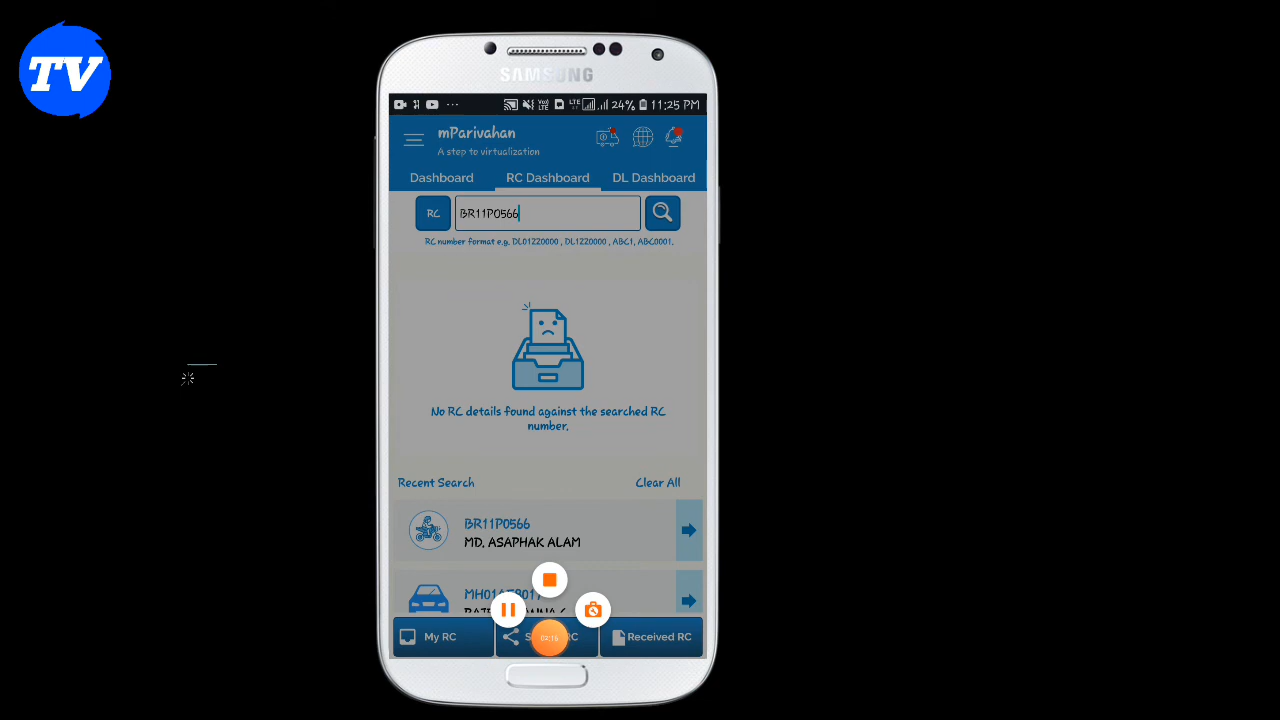 TV
SAMSUNG
24% 11:25 PM
mParivahan
A step to virtualization
Dashboard RC Dashboard DL Dashboard
RC BR11P0566
RC number format e.g. DL01ZZ0000 , DL1ZZ0000 , ABC1, ABC0001.
No RC details found against the searched RC
number.
Recent Search Clear All
BR11P0566
MD. ASAPHAK ALAM
My RC RC Received RC